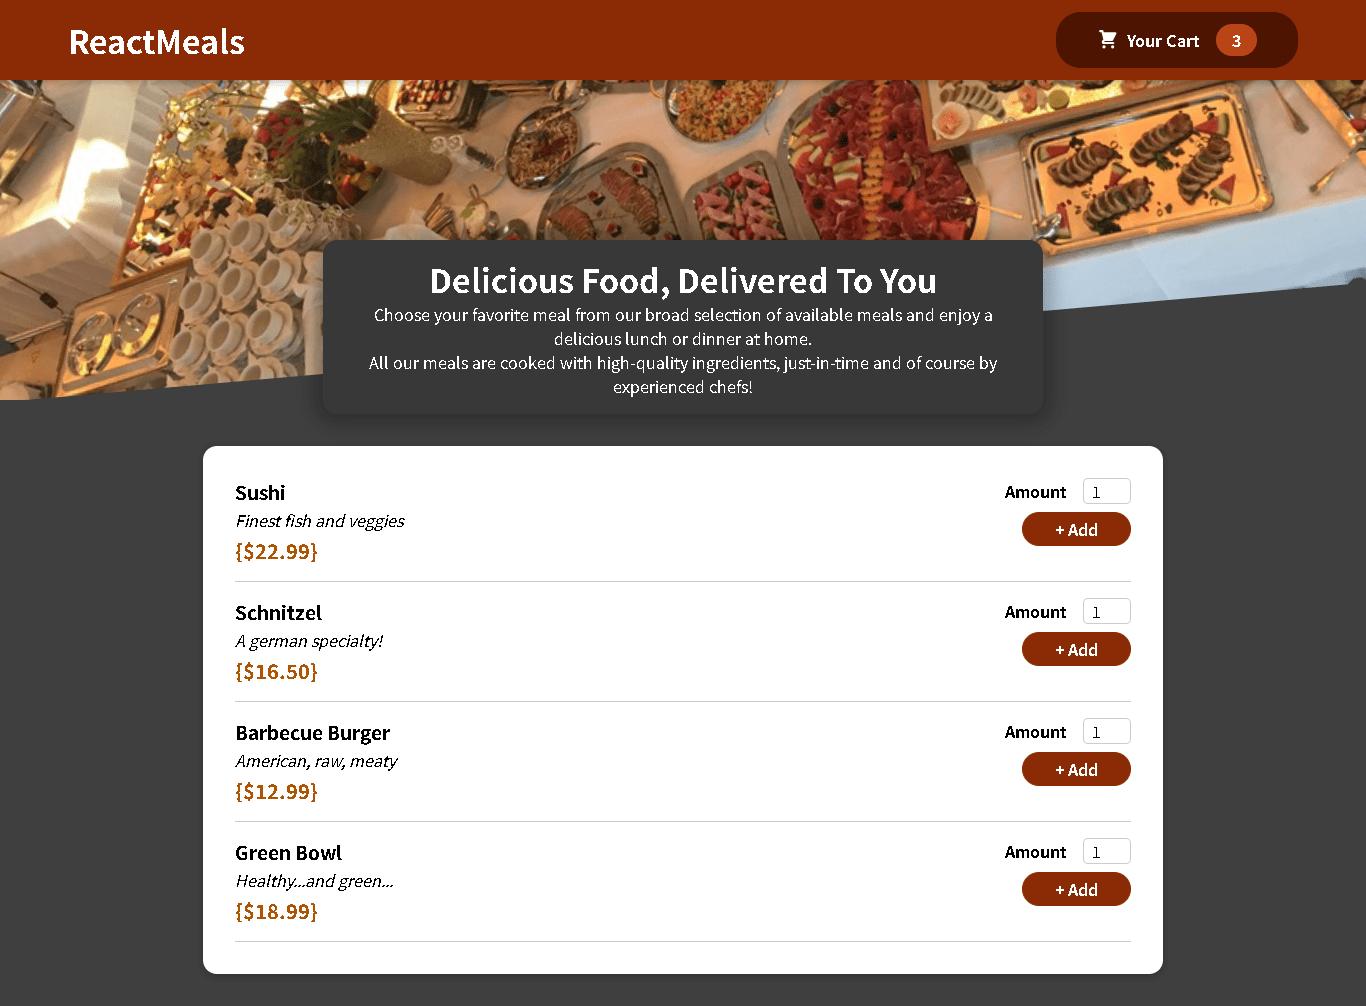 ReactMeals
Your Cart 3
Delicious Food, Delivered To You
Choose your favorite meal from our broad selection of available meals and enjoy a
delicious lunch or dinner at home.
All our meals are cooked with high-quality ingredients, just-in-time and of course by
experienced chefs!
Sushi
Finest fish and veggies
{$22.99}
Amount 1
+ Add
Schnitzel
A german specialty!
{$16.50}
Amount 1
+ Add
Barbecue Burger
American, raw, meaty
{$12.99}
Amount 1
+ Add
Green Bowl
Healthy...and green...
{$18.99}
Amount 1
+ Add